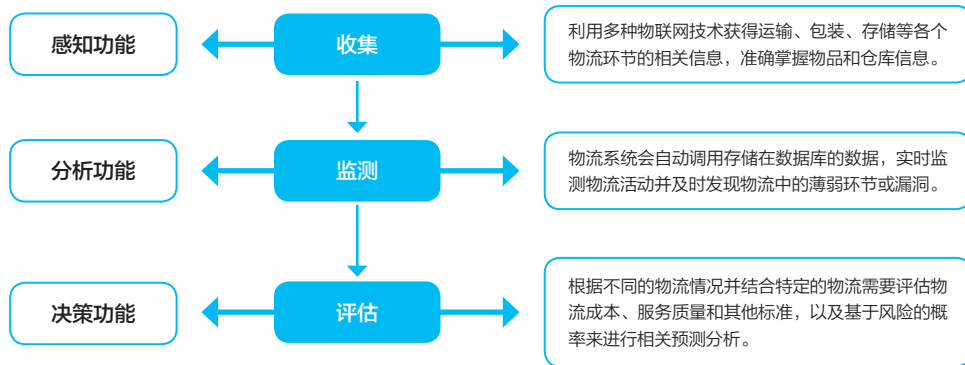 感知功能
收集
利用多种物联网技术获得运输、包装、存储等各个
物流环节的相关信息，准确掌握物品和仓库信息。
分析功能
监测
物流系统会自动调用存储在数据库的数据，实时监
测物流活动并及时发现物流中的薄弱环节或漏洞。
决策功能
评估
根据不同的物流情况并结合特定的物流需要评估物
流成本、服务质量和其他标准，以及基于风险的概
率来进行相关预测分析。